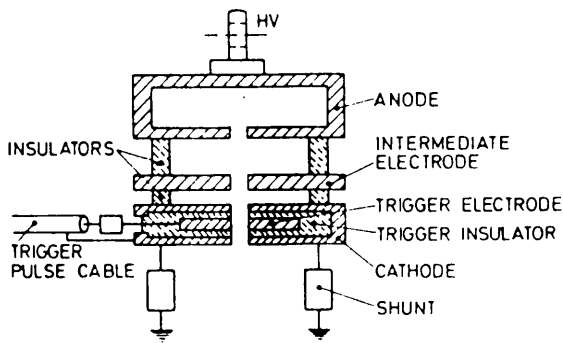 HV
ANODE
INSULATORS
INTERMEDIATE
ELECTRODE
TRIGGER ELECTRODE
TRIGGER INSULATOR
TRIGGER
PULSE CABLE
CATHODE
SHUNT